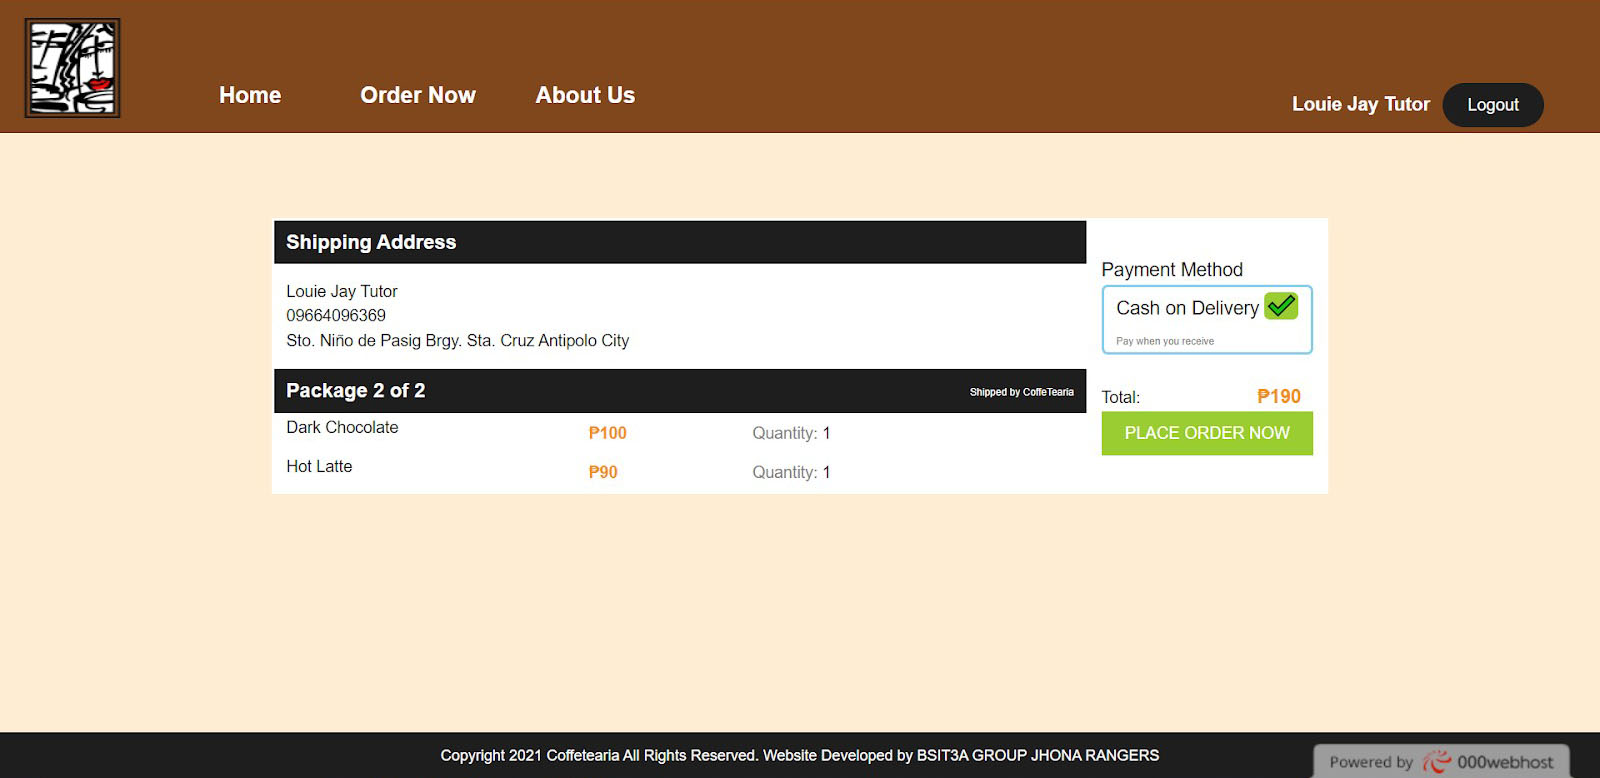 Home Order Now About Us
Louie Jay Tutor Logout
Shipping Address
Louie Jay Tutor
09664096369
Sto. Niño de Pasig Brgy. Sta. Cruz Antipolo City
Package 2 of 2 Shipped by CoffeTearia
Dark Chocolate ₱100 Quantity: 1
Hot Latte ₱90 Quantity: 1
Payment Method
Cash on Delivery
Pay when you receive
Total: ₱190
PLACE ORDER NOW
Copyright 2021 Coffetearia All Rights Reserved. Website Developed by BSIT3A GROUP JHONA RANGERS
Powered by 000webhost